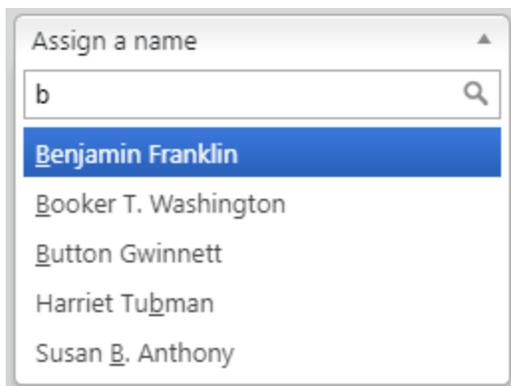 Assign a name
b
Benjamin Franklin
Booker T. Washington
Button Gwinnett
Harriet Tubman
Susan B. Anthony